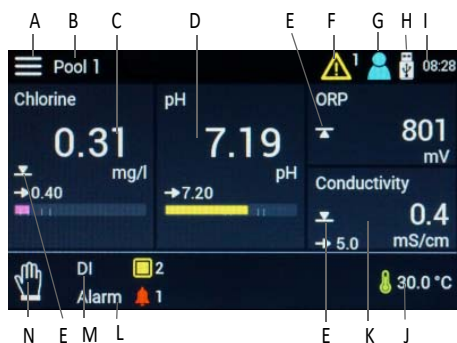 A B C D E F G H I
Pool 1 1 08:28
Chlorine pH ORP
0.31 7.19 801
mg/l pH mV
→0.40 →7.20 Conductivity
0.4
→ 5.0 mS/cm
DI 2 30.0 °C
Alarm 1
N E M L E K J